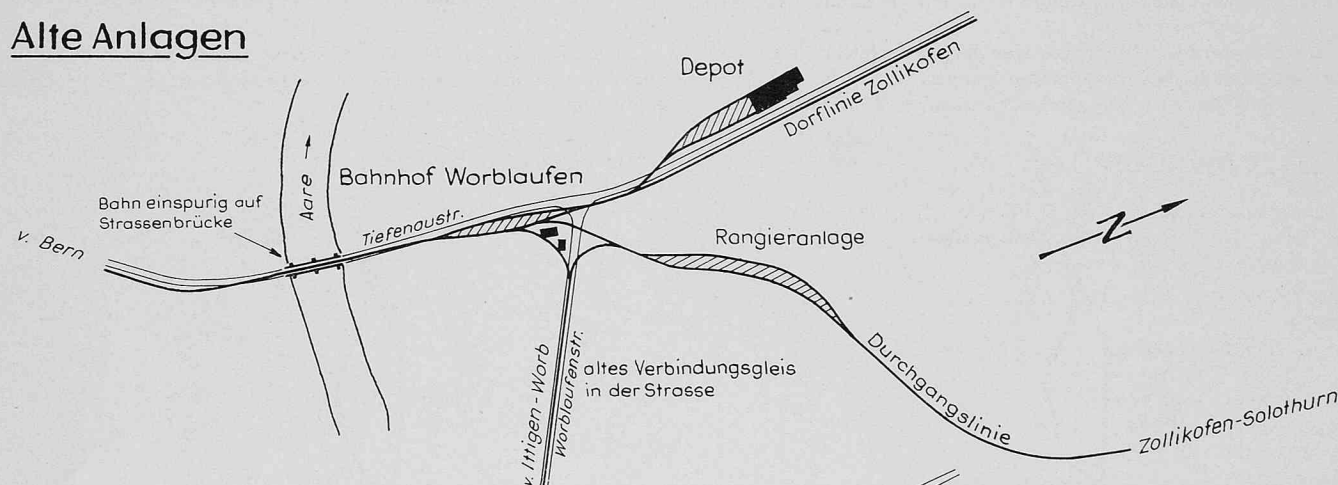 Alte Anlagen
Depot
Dorflinie Zollikofen
Bahnhof Worblaufen
Aare
Bahn einspurig auf
Strassenbrücke
Tiefenaustr.
v. Bern
Rangieranlage
N
v. Ittigen-Worb
Worblaufenstr.
altes Verbindungsgleis
in der Strasse
Durchgangslinie
Zollikofen-Solothurn